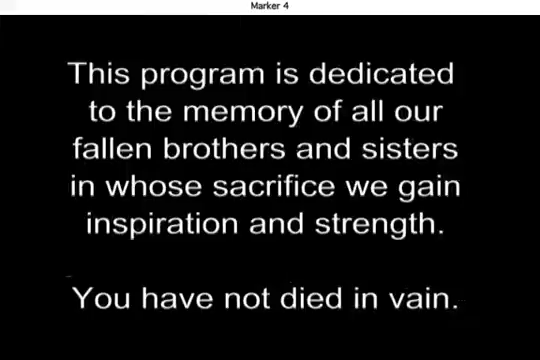 Marker 4
This program is dedicated
to the memory of all our
fallen brothers and sisters
in whose sacrifice we gain
inspiration and strength.
You have not died in vain.